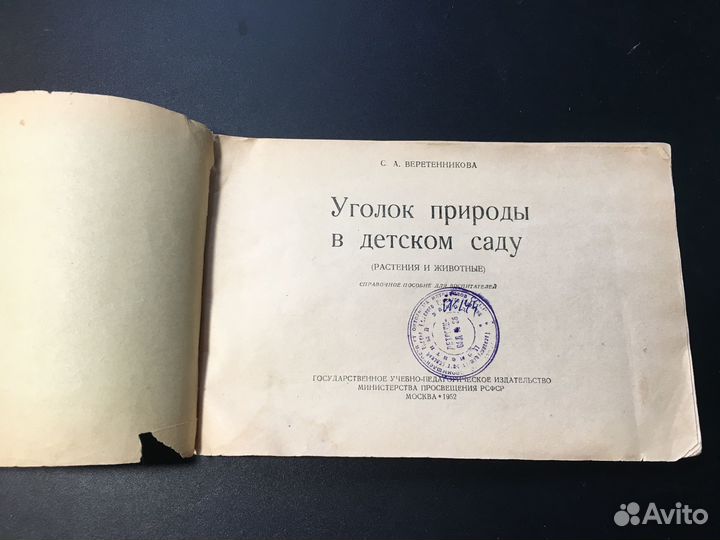 С. А. ВЕРЕТЕННИКОВА
Уголок природы
в детском саду
(РАСТЕНИЯ И ЖИВОТНЫЕ)
СПРАВОЧНОЕ ПОСОБИЕ ДЛЯ ВОСПИТАТЕЛЕЙ
ГОСУДАРСТВЕННОЕ УЧЕБНО-ПЕДАГОГИЧЕСКОЕ ИЗДАТЕЛЬСТВО
МИНИСТЕРСТВА ПРОСВЕЩЕНИЯ РСФСР
МОСКВА • 1952
Avito